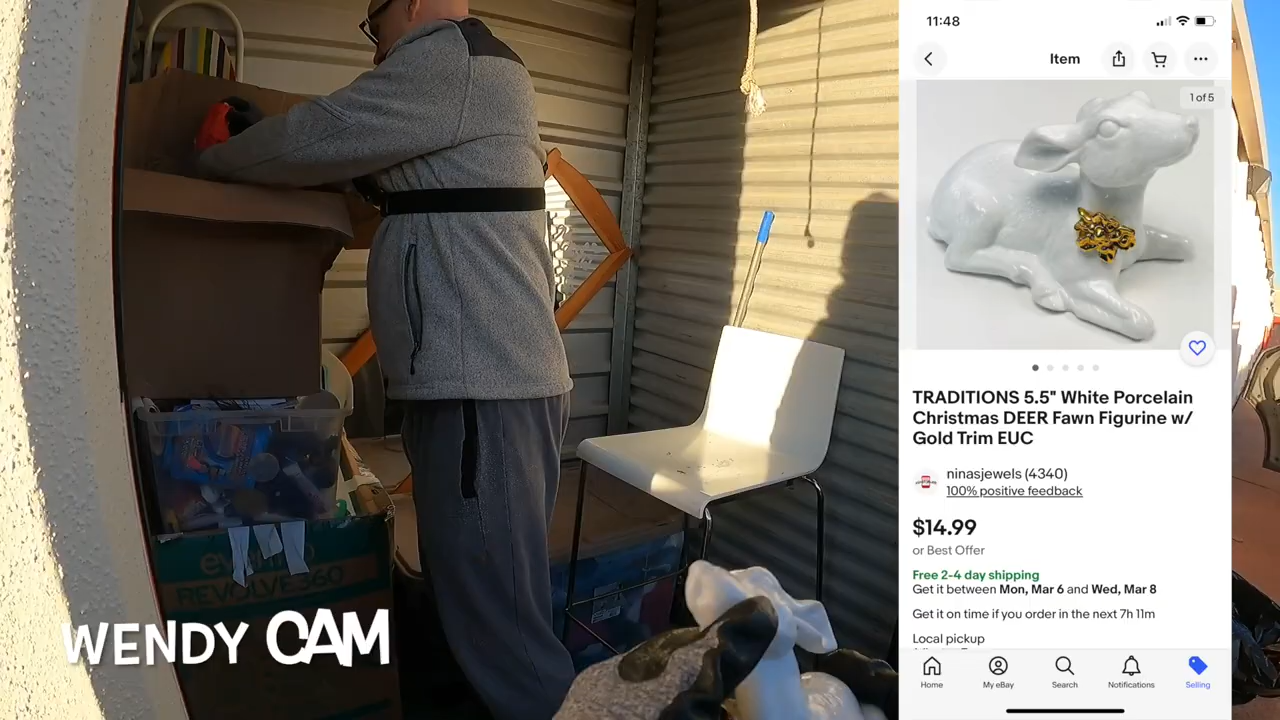 11:48
Item
1 of 5
TRADITIONS 5.5" White Porcelain
Christmas DEER Fawn Figurine w/
Gold Trim EUC
ninasjewels (4340)
100% positive feedback
$14.99
or Best Offer
Free 2-4 day shipping
Get it between Mon, Mar 6 and Wed, Mar 8
Get it on time if you order in the next 7h 11m
Local pickup
Home
My eBay
Search
Notifications
Selling
REVOLVE360
WENDY CAM